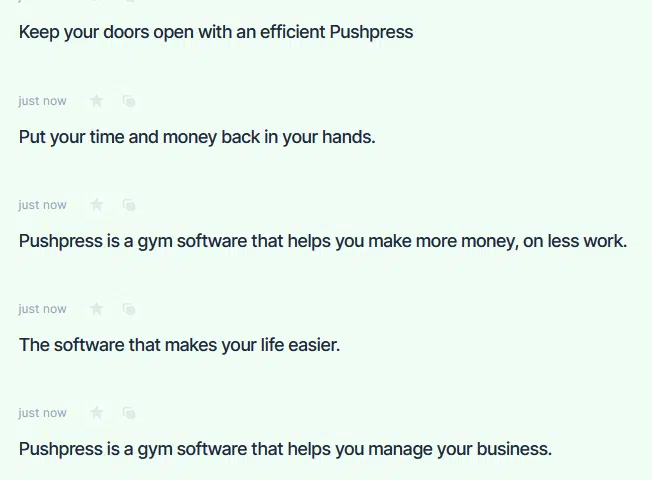 Keep your doors open with an efficient Pushpress
just now
Put your time and money back in your hands.
just now
Pushpress is a gym software that helps you make more money, on less work.
just now
The software that makes your life easier.
just now
Pushpress is a gym software that helps you manage your business.